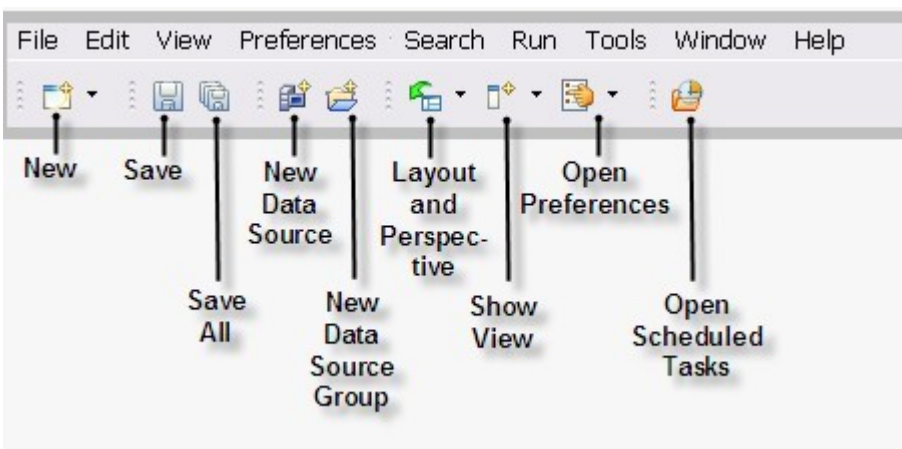 File Edit View Preferences Search Run Tools Window Help
New
Save
Save
All
New
Data
Source
New
Data
Source
Group
Layout
and
Perspec-
tive
Show
View
Open
Preferences
Open
Scheduled
Tasks